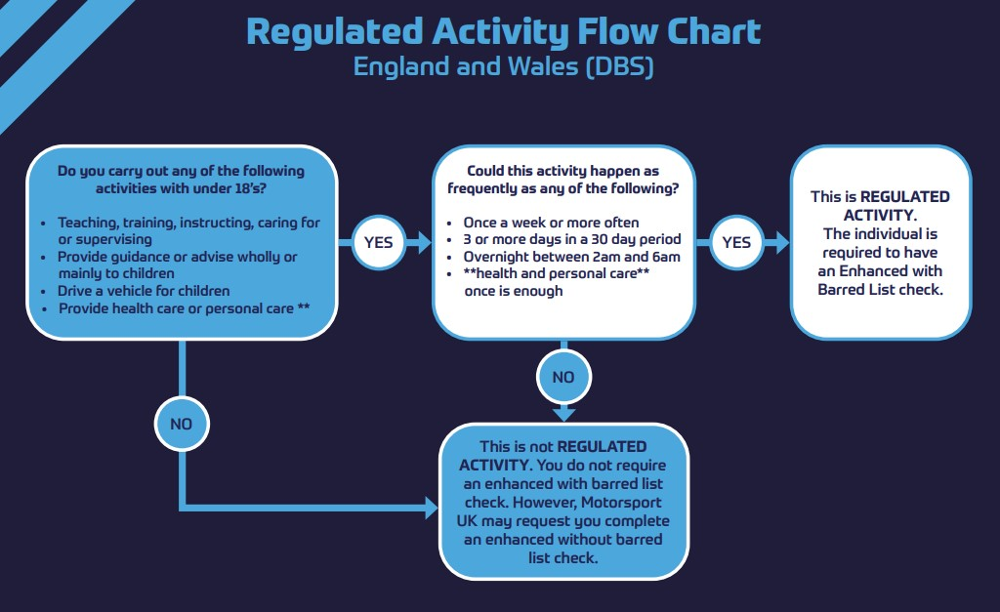 Regulated Activity Flow Chart
England and Wales (DBS)
Do you carry out any of the following
activities with under 18's?
• Teaching, training, instructing, caring for
or supervising
• Provide guidance or advise wholly or
mainly to children
• Drive a vehicle for children
• Provide health care or personal care **
YES
Could this activity happen as
frequently as any of the following?
• Once a week or more often
• 3 or more days in a 30 day period
• Overnight between 2am and 6am
• **health and personal care**
once is enough
YES
This is REGULATED
ACTIVITY.
The individual is
required to have
an Enhanced with
Barred List check.
NO
NO
This is not REGULATED
ACTIVITY. You do not require
an enhanced with barred list
check. However, Motorsport
UK may request you complete
an enhanced without barred
list check.